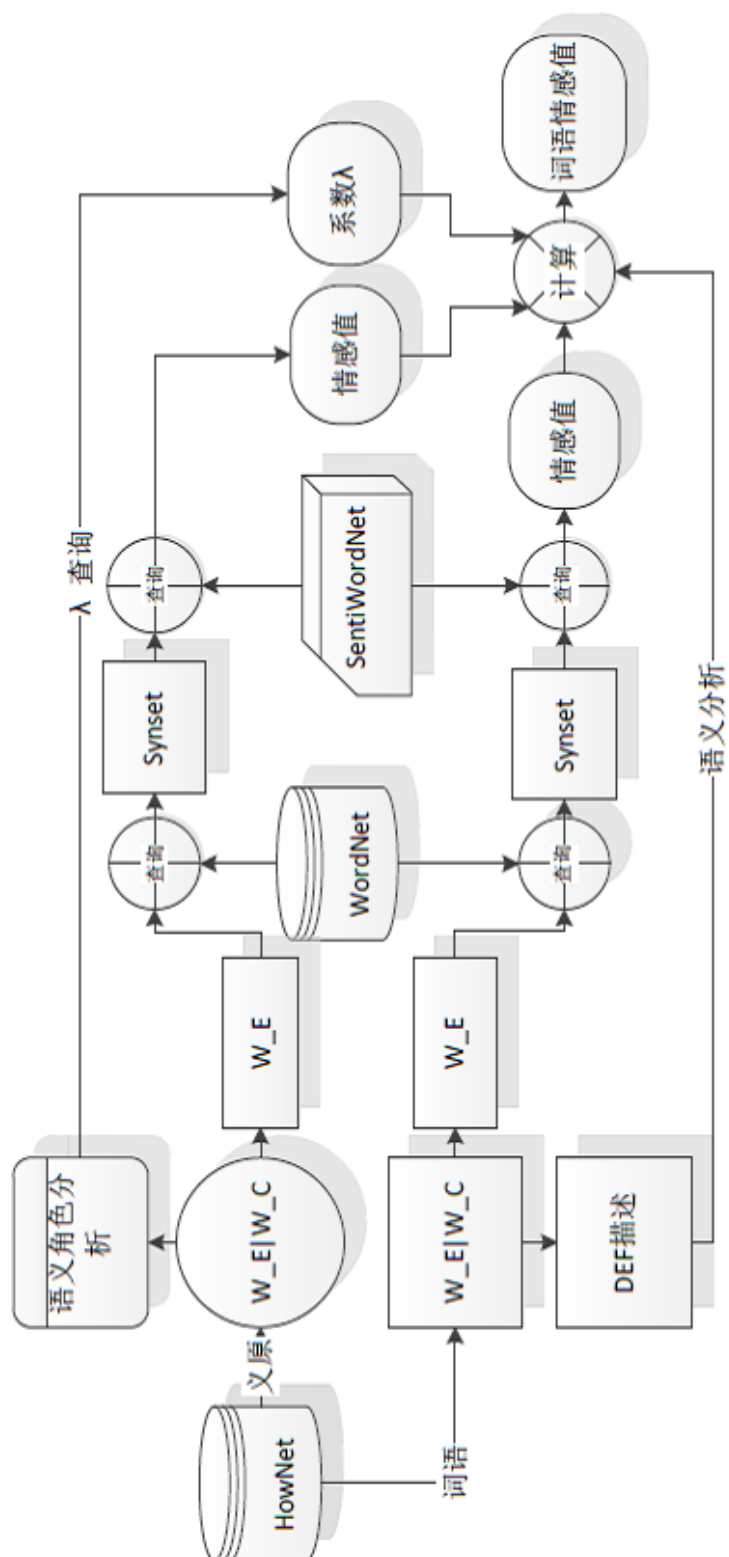 HowNet
义原
词语
语义角色分
析
W_E|W_C
W_E|W_C
DEF描述
W_E
W_E
查询
WordNet
查询
Synset
Synset
λ 查询
查询
SentiWordNet
查询
语义分析
情感值
情感值
系数λ
计算
词语情感值